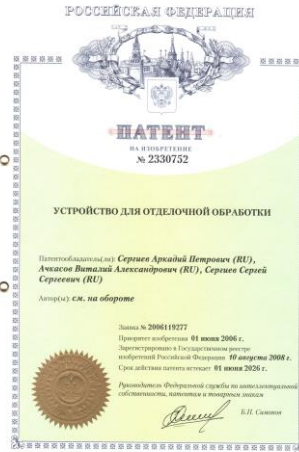 РОССИЙСКАЯ ФЕДЕРАЦИЯ
ПАТЕНТ
НА ИЗОБРЕТЕНИЕ
№ 2330752
УСТРОЙСТВО ДЛЯ ОТДЕЛОЧНОЙ ОБРАБОТКИ
Патентообладатель(ли): Сергиев Аркадий Петрович (RU),
Ачкасов Виталий Александрович (RU), Сергиев Сергей
Сергеевич (RU)
Автор(ы): см. на обороте
Заявка № 2006119277
Приоритет изобретения 01 июня 2006 г.
Зарегистрировано в Государственном реестре
изобретений Российской Федерации 10 августа 2008 г.
Срок действия патента истекает 01 июня 2026 г.
Руководитель Федеральной службы по интеллектуальной
собственности, патентам и товарным знакам
Б.П. Симонов